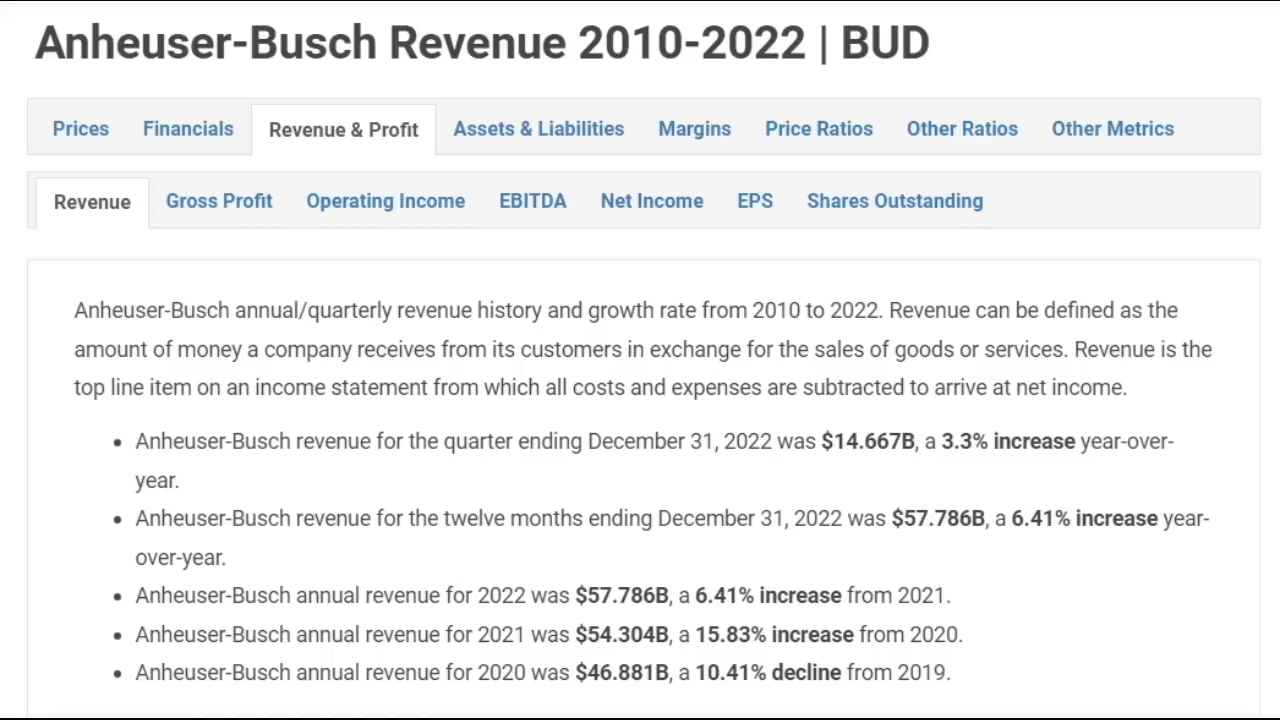 Anheuser-Busch Revenue 2010-2022 | BUD
Prices Financials Revenue & Profit Assets & Liabilities Margins Price Ratios Other Ratios Other Metrics
Revenue Gross Profit Operating Income EBITDA Net Income EPS Shares Outstanding
Anheuser-Busch annual/quarterly revenue history and growth rate from 2010 to 2022. Revenue can be defined as the
amount of money a company receives from its customers in exchange for the sales of goods or services. Revenue is the
top line item on an income statement from which all costs and expenses are subtracted to arrive at net income.
• Anheuser-Busch revenue for the quarter ending December 31, 2022 was $14.667B, a 3.3% increase year-over-
year.
• Anheuser-Busch revenue for the twelve months ending December 31, 2022 was $57.786B, a 6.41% increase year-
over-year.
• Anheuser-Busch annual revenue for 2022 was $57.786B, a 6.41% increase from 2021.
• Anheuser-Busch annual revenue for 2021 was $54.304B, a 15.83% increase from 2020.
• Anheuser-Busch annual revenue for 2020 was $46.881B, a 10.41% decline from 2019.